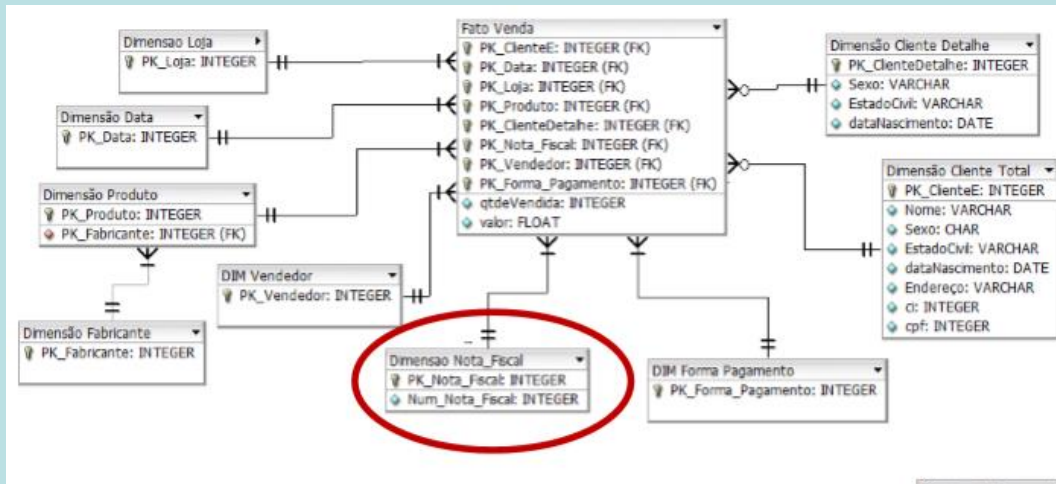 Dimensao Loja
PK_Loja: INTEGER
Dimensão Data
PK_Data: INTEGER
Dimensão Produto
PK_Produto: INTEGER
PK_Fabricante: INTEGER (FK)
Dimensão Fabricante
PK_Fabricante: INTEGER
DIM Vendedor
PK_Vendedor: INTEGER
Fato Venda
PK_ClienteE: INTEGER (FK)
PK_Data: INTEGER (FK)
PK_Loja: INTEGER (FK)
PK_Produto: INTEGER (FK)
PK_ClienteDetalhe: INTEGER (FK)
PK_Nota_Fiscal: INTEGER (FK)
PK_Vendedor: INTEGER (FK)
PK_Forma_Pagamento: INTEGER (FK)
qtdeVendida: INTEGER
valor: FLOAT
Dimensao Nota_Fiscal
PK_Nota_Fiscal: INTEGER
Num_Nota_Fiscal: INTEGER
DIM Forma Pagamento
PK_Forma_Pagamento: INTEGER
Dimensão Cliente Detalhe
PK_ClienteDetalhe: INTEGER
Sexo: VARCHAR
EstadoCivil: VARCHAR
dataNascimento: DATE
Dimensão Cliente Total
PK_ClienteE: INTEGER
Nome: VARCHAR
Sexo: CHAR
EstadoCivil: VARCHAR
dataNascimento: DATE
Endereço: VARCHAR
ci: INTEGER
cpf: INTEGER